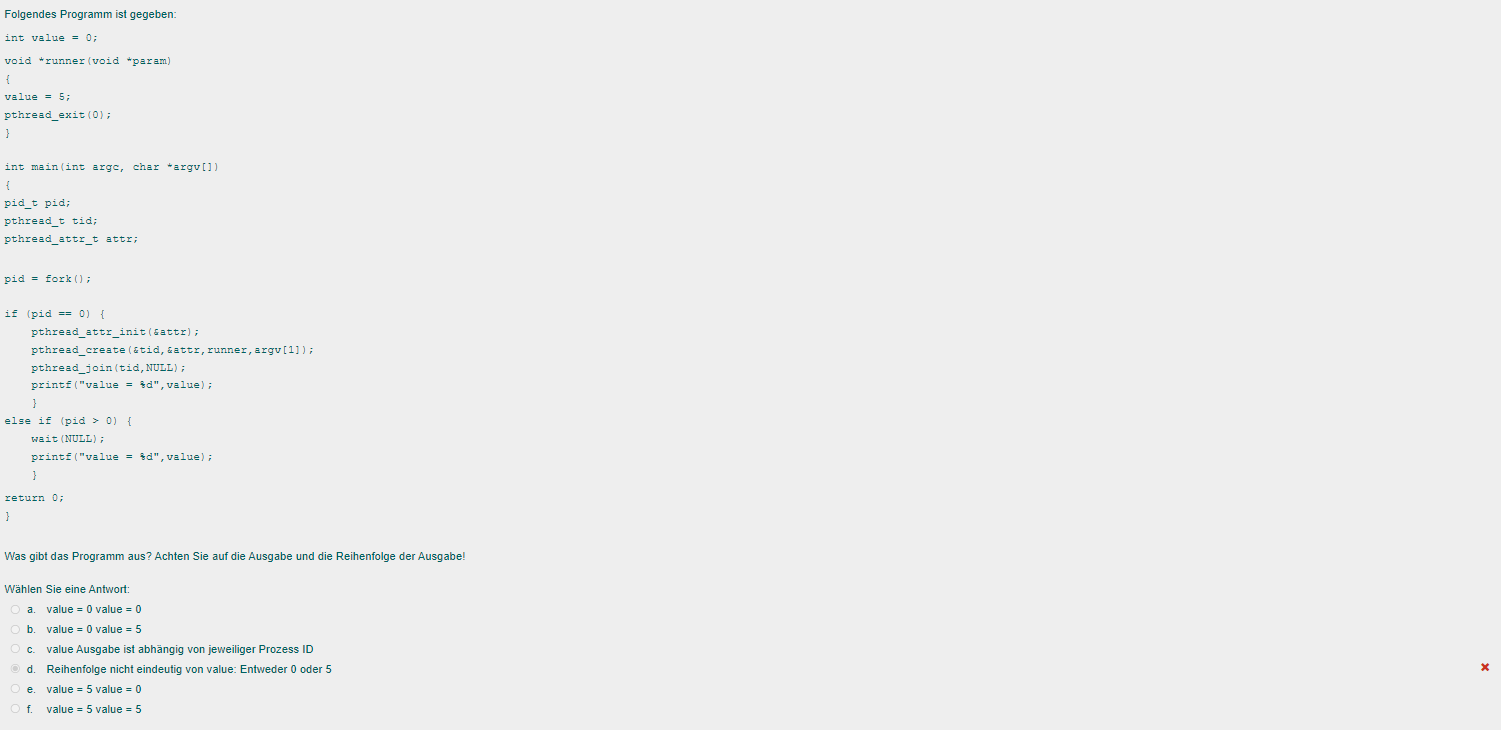 Folgendes Programm ist gegeben:
int value = 0;
void *runner(void *param)
{
value = 5;
pthread_exit(0);
}
int main(int argc, char *argv[])
{
pid_t pid;
pthread_t tid;
pthread_attr_t attr;
pid = fork();
if (pid == 0) {
pthread_attr_init(&attr);
pthread_create(&tid,&attr,runner,argv[1]);
pthread_join(tid,NULL);
printf("value = %d",value);
}
else if (pid > 0) {
wait(NULL);
printf("value = %d",value);
}
return 0;
}
Was gibt das Programm aus? Achten Sie auf die Ausgabe und die Reihenfolge der Ausgabe!
Wählen Sie eine Antwort:
a. value = 0 value = 0
b. value = 0 value = 5
c. value Ausgabe ist abhängig von jeweiliger Prozess ID
d. Reihenfolge nicht eindeutig von value: Entweder 0 oder 5
e. value = 5 value = 0
f. value = 5 value = 5